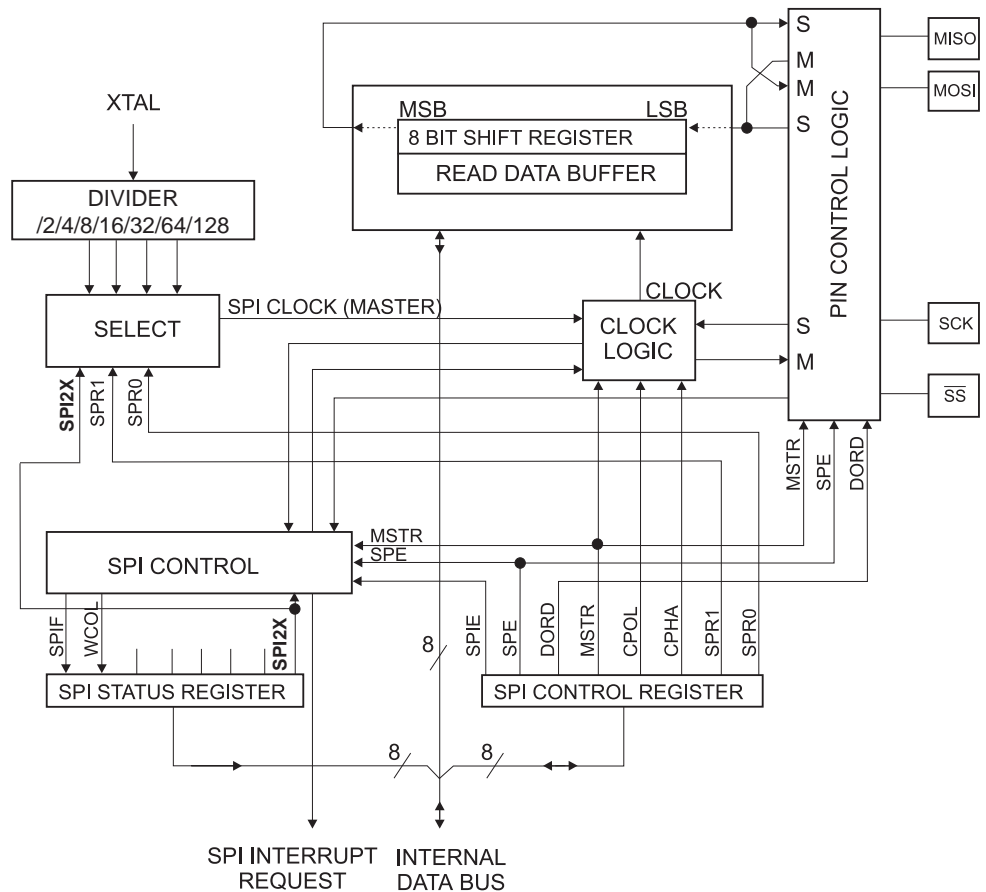 S
MISO
M
M
MOSI
S
MSB
LSB
8 BIT SHIFT REGISTER
READ DATA BUFFER
PIN CONTROL LOGIC
XTAL
DIVIDER
/2/4/8/16/32/64/128
SPI CLOCK (MASTER)
SELECT
CLOCK
CLOCK
LOGIC
S
M
SCK
SS
SPI2X
SPR1
SPR0
MSTR
SPE
DORD
SPI CONTROL
MSTR
SPE
SPIF
WCOL
SPI2X
8
SPIE
SPE
DORD
MSTR
CPOL
CPHA
SPR1
SPR0
SPI STATUS REGISTER
SPI CONTROL REGISTER
8
8
SPI INTERRUPT
REQUEST
INTERNAL
DATA BUS